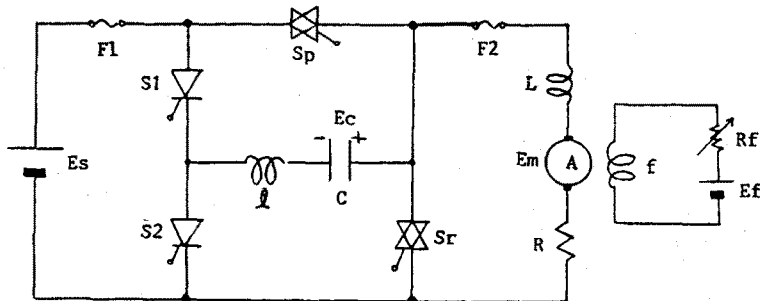 F1
Sp
F2
S1
L
Ec
- +
Rf
Es
Em
A
f
Ef
ℓ
C
S2
Sr
R